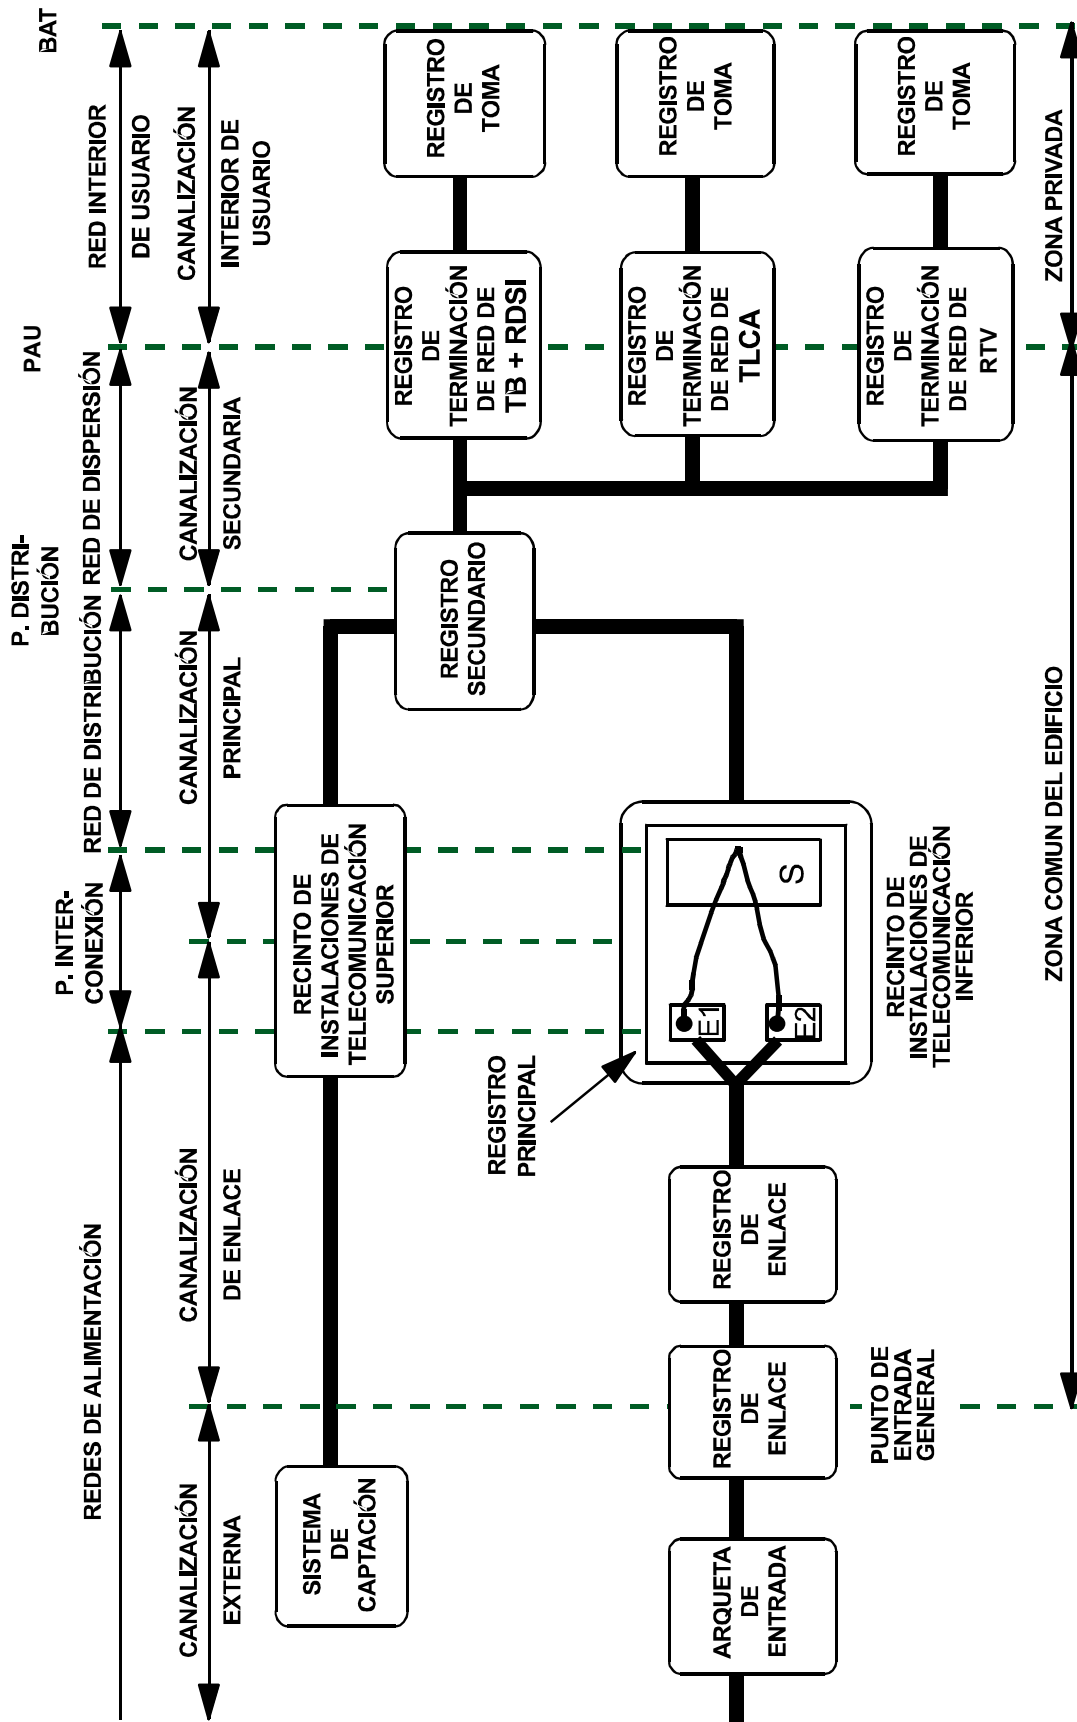 REDES DE ALIMENTACIÓN
P. INTER-
CONEXIÓN
RED DE DISTRIBUCIÓN
P. DISTRI-
BUCIÓN
RED DE DISPERSIÓN
PAU
RED INTERIOR
DE USUARIO
BAT
CANALIZACIÓN
EXTERNA
CANALIZACIÓN
DE ENLACE
CANALIZACIÓN
PRINCIPAL
CANALIZACIÓN
SECUNDARIA
CANALIZACIÓN
INTERIOR DE
USUARIO
SISTEMA
DE
CAPTACIÓN
RECINTO DE
INSTALACIONES DE
TELECOMUNICACIÓN
SUPERIOR
REGISTRO
SECUNDARIO
REGISTRO
DE
TERMINACIÓN
DE RED DE
TB + RDSI
REGISTRO
DE
TOMA
REGISTRO
DE
TERMINACIÓN
DE RED DE
TLCA
REGISTRO
DE
TOMA
REGISTRO
DE
TERMINACIÓN
DE RED DE
RTV
REGISTRO
DE
TOMA
REGISTRO
PRINCIPAL
E1
E2
S
ARQUETA
DE
ENTRADA
REGISTRO
DE
ENLACE
REGISTRO
DE
ENLACE
PUNTO DE
ENTRADA
GENERAL
RECINTO DE
INSTALACIONES DE
TELECOMUNICACIÓN
INFERIOR
ZONA COMUN DEL EDIFICIO
ZONA PRIVADA